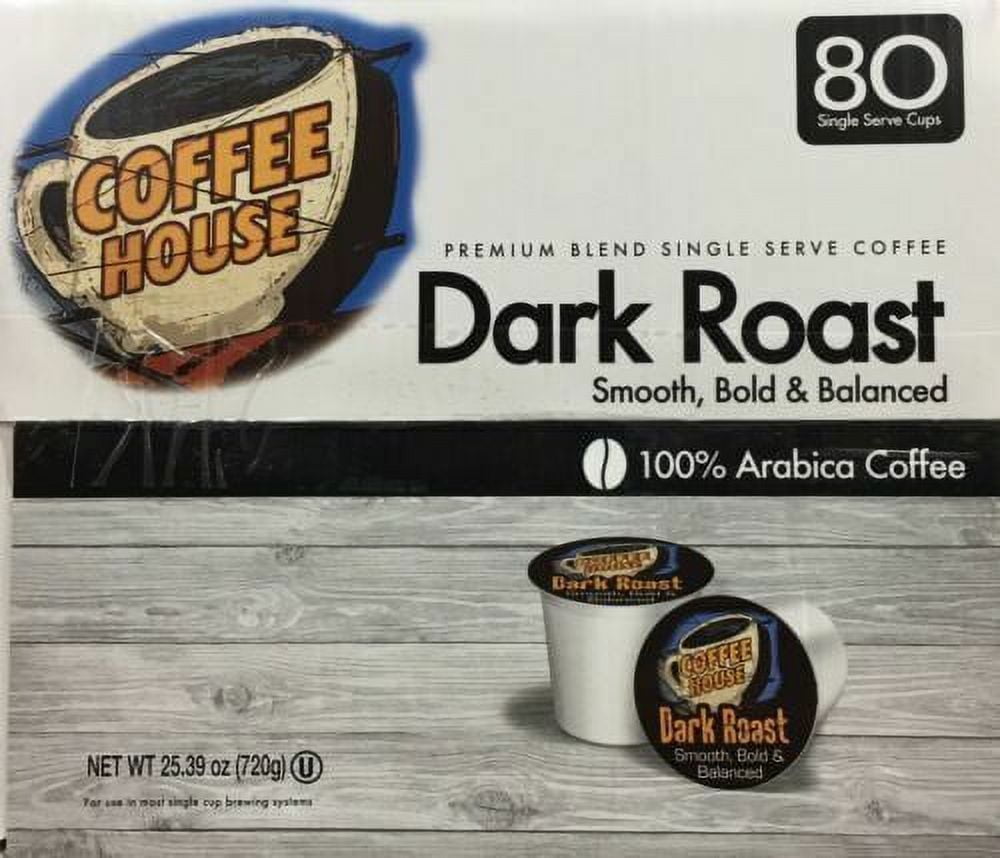 COFFEE
HOUSE
80
Single Serve Cups
PREMIUM BLEND SINGLE SERVE COFFEE
Dark Roast
Smooth, Bold & Balanced
100% Arabica Coffee
Dark Roast
COFFEE
HOUSE
Dark Roast
Smooth, Bold &
Balanced
NET WT 25.39 oz (720g) U
For use in most single cup brewing systems